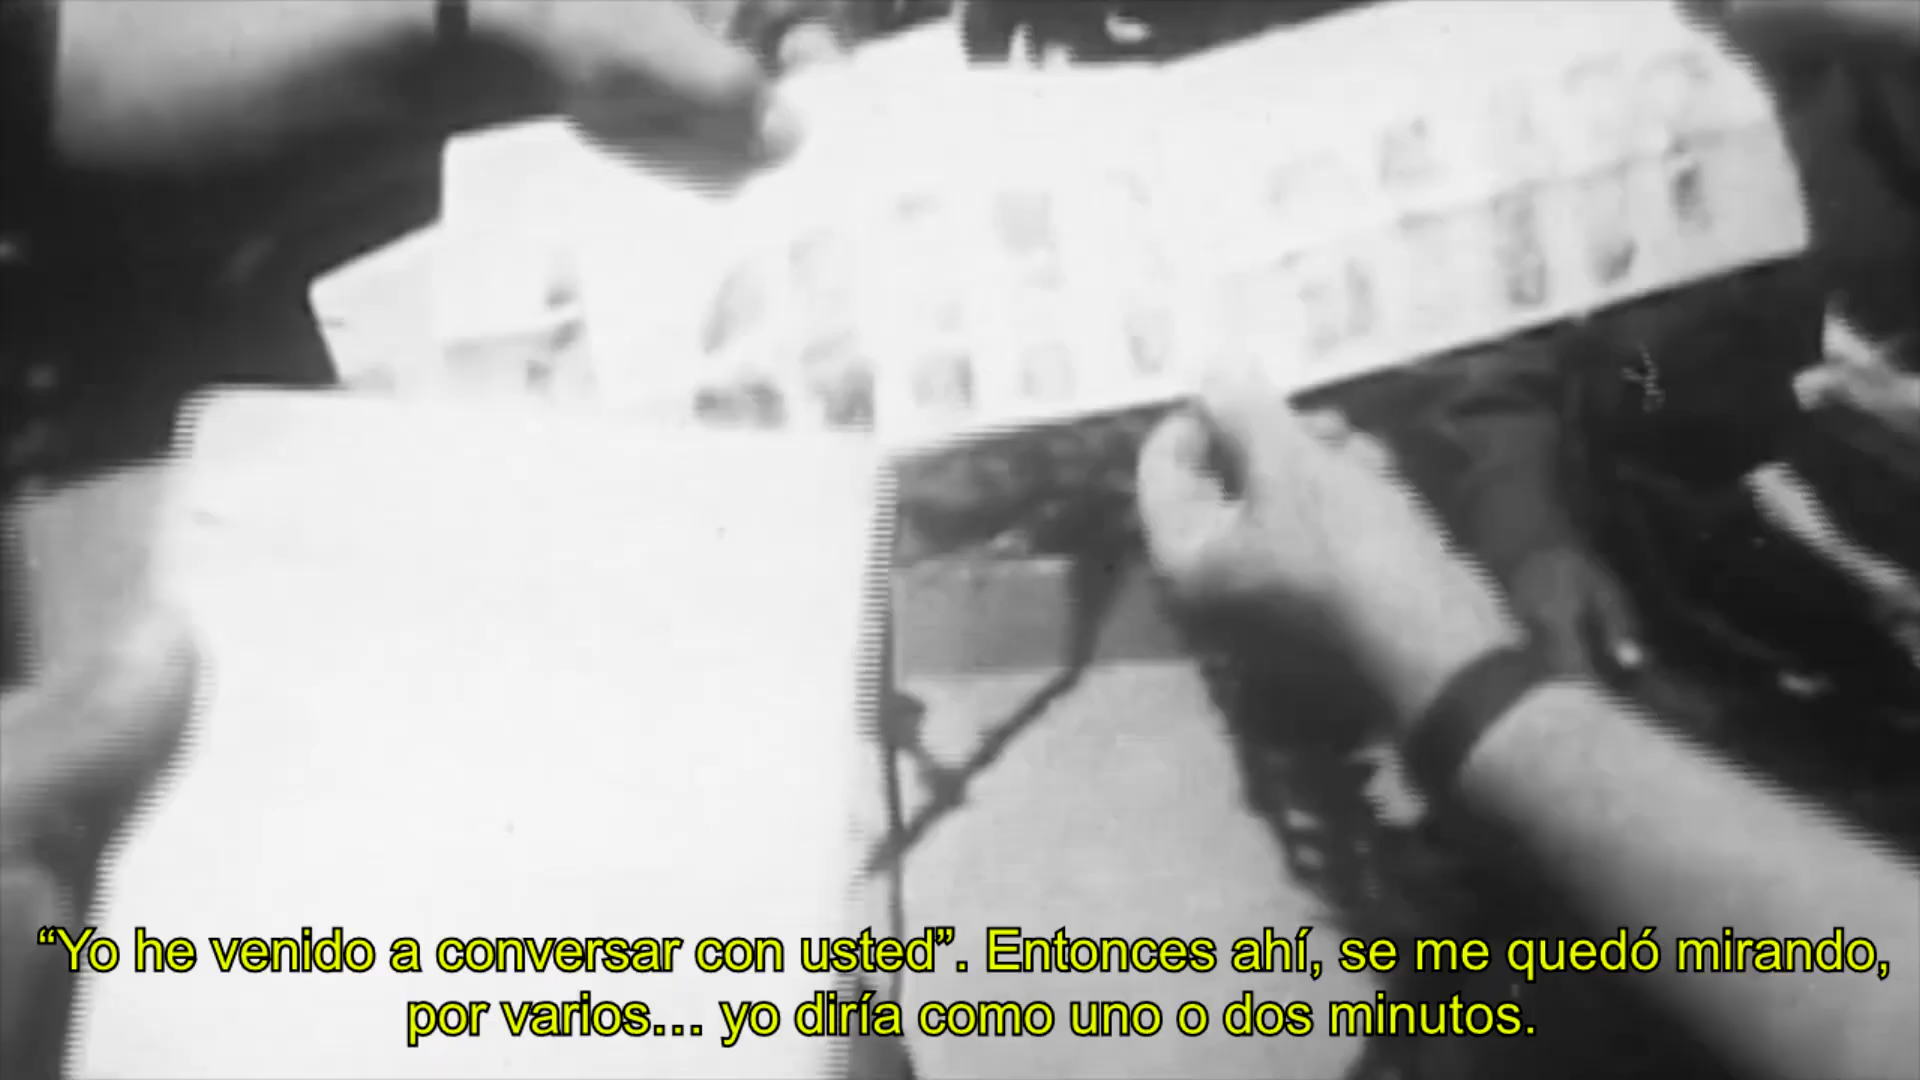 “Yo he venido a conversar con usted”. Entonces ahí, se me quedó mirando,
por varios... yo diría como uno o dos minutos.